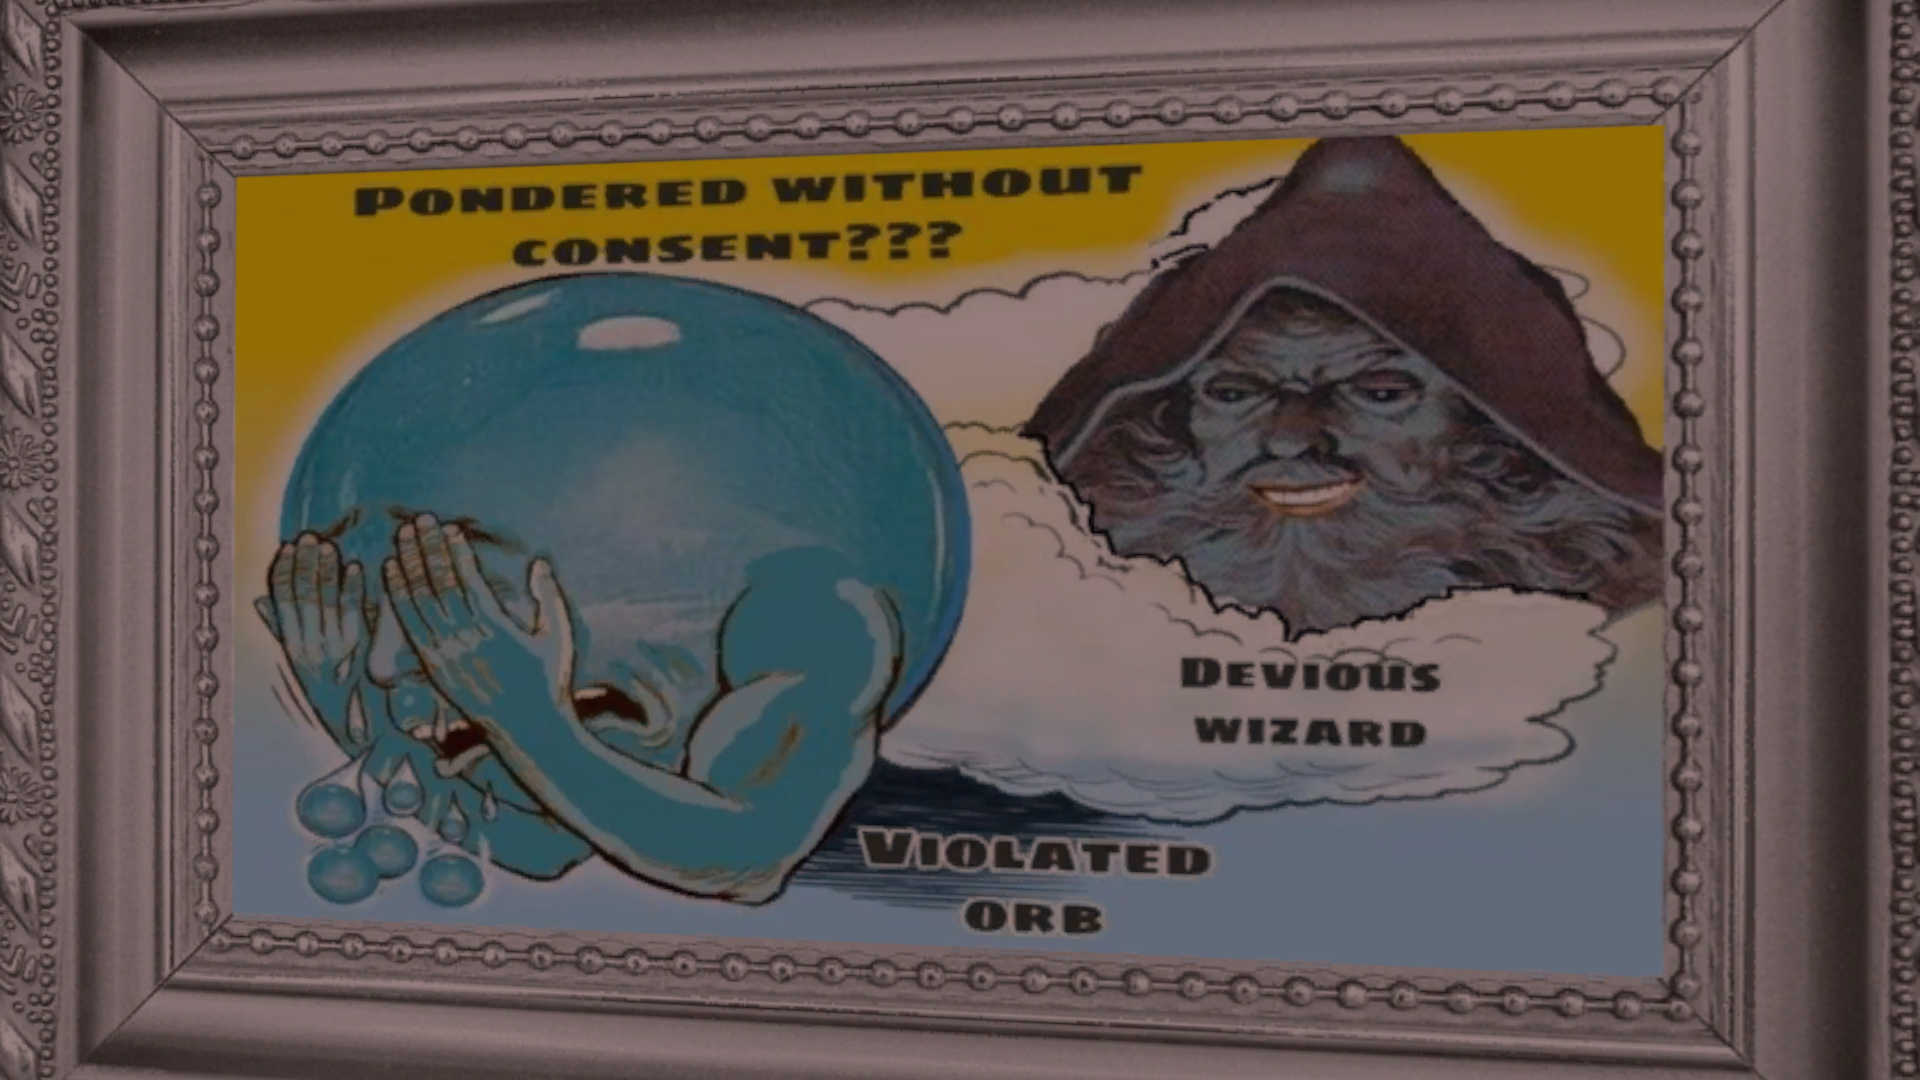 PONDERED WITHOUT
CONSENT???
DEVIOUS
WIZARD
VIOLATED
ORB